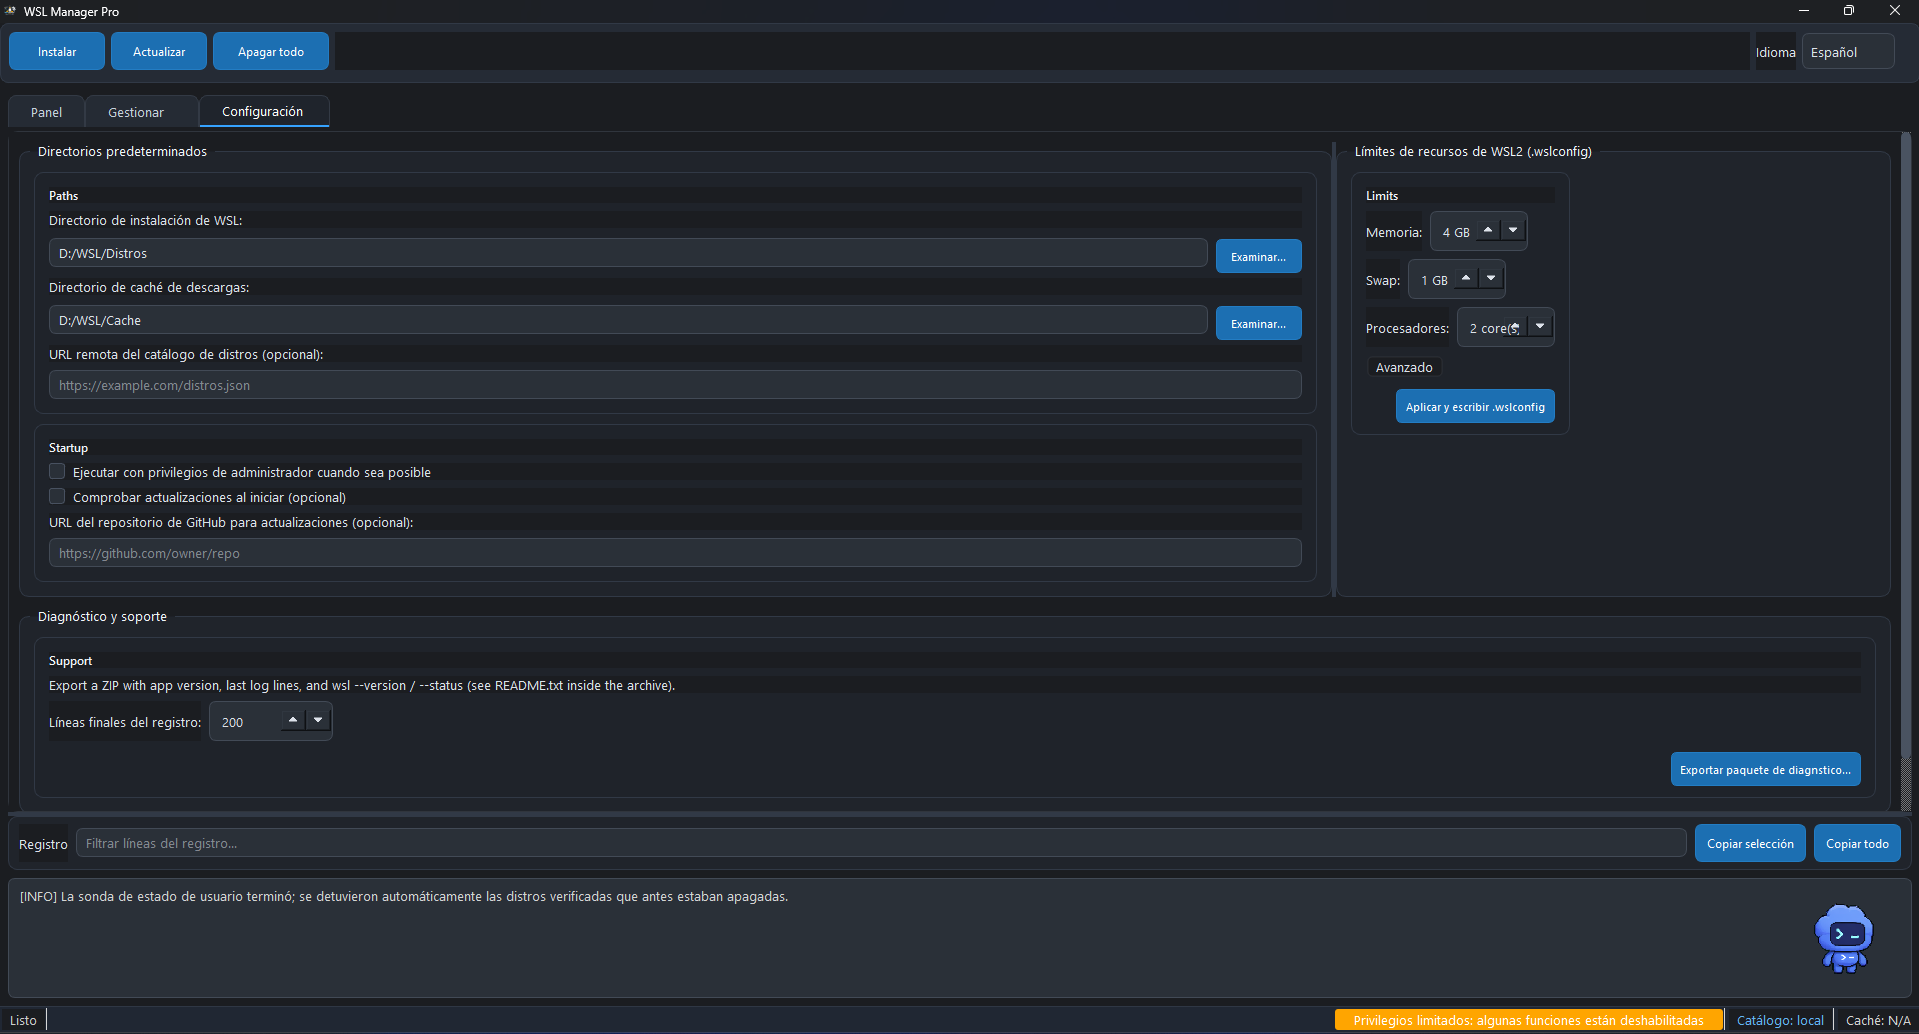 WSL Manager Pro
Instalar
Actualizar
Apagar todo
Idioma
Español
Panel
Gestionar
Configuración
Directorios predeterminados
Paths
Directorio de instalación de WSL:
D:/WSL/Distros
Examinar...
Directorio de caché de descargas:
D:/WSL/Cache
Examinar...
URL remota del catálogo de distros (opcional):
https://example.com/distros.json
Startup
Ejecutar con privilegios de administrador cuando sea posible
Comprobar actualizaciones al iniciar (opcional)
URL del repositorio de GitHub para actualizaciones (opcional):
https://github.com/owner/repo
Límites de recursos de WSL2 (.wslconfig)
Limits
Memoria:
4 GB
Swap:
1 GB
Procesadores:
2 core(s)
Avanzado
Aplicar y escribir .wslconfig
Diagnóstico y soporte
Support
Export a ZIP with app version, last log lines, and wsl --version / --status (see README.txt inside the archive).
Líneas finales del registro:
200
Exportar paquete de diagnstico...
Registro
Filtrar líneas del registro...
Copiar selección
Copiar todo
[INFO] La sonda de estado de usuario terminó; se detuvieron automáticamente las distros verificadas que antes estaban apagadas.
Listo
Privilegios limitados: algunas funciones están deshabilitadas
Catálogo: local
Caché: N/A